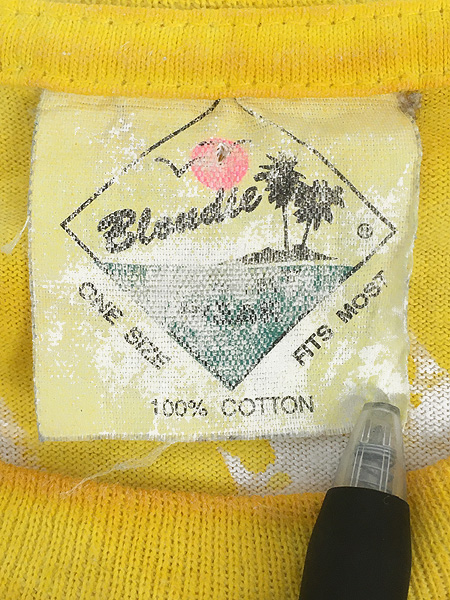 Blondie
®
ONE SIZE
FITS MOST
100% COTTON